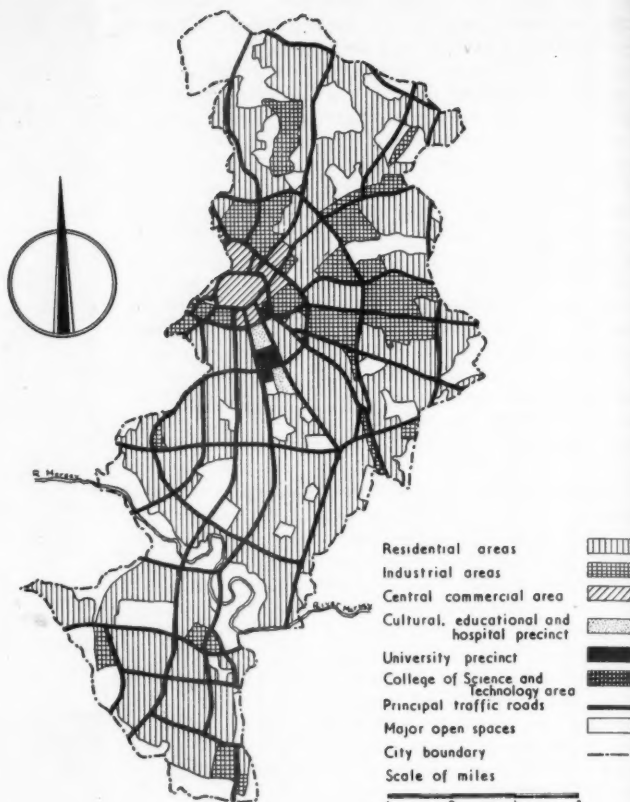 R. Mersey
River Mersey
Residential areas
Industrial areas
Central commercial area
Cultural, educational and
hospital precinct
University precinct
College of Science and
Technology area
Principal traffic roads
Major open spaces
City boundary
Scale of miles